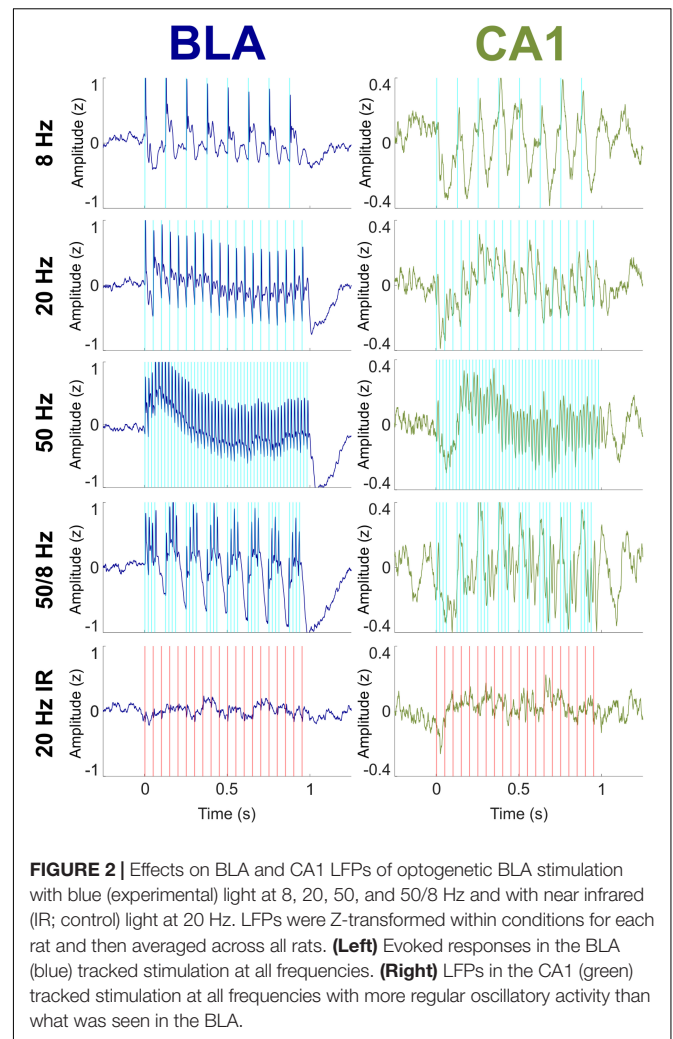 BLA CA1
8 Hz
Amplitude (z)
1
0
-1
Amplitude (z)
0.4
0
-0.4
20 Hz
Amplitude (z)
1
0
-1
Amplitude (z)
0.4
0
-0.4
50 Hz
Amplitude (z)
1
0
-1
Amplitude (z)
0.4
0
-0.4
50/8 Hz
Amplitude (z)
1
0
-1
Amplitude (z)
0.4
0
-0.4
20 Hz IR
Amplitude (z)
1
0
-1
Amplitude (z)
0.4
0
-0.4
0 0.5 1 0 0.5 1
Time (s) Time (s)
FIGURE 2 | Effects on BLA and CA1 LFPs of optogenetic BLA stimulation
with blue (experimental) light at 8, 20, 50, and 50/8 Hz and with near infrared
(IR; control) light at 20 Hz. LFPs were Z-transformed within conditions for each
rat and then averaged across all rats. (Left) Evoked responses in the BLA
(blue) tracked stimulation at all frequencies. (Right) LFPs in the CA1 (green)
tracked stimulation at all frequencies with more regular oscillatory activity than
what was seen in the BLA.